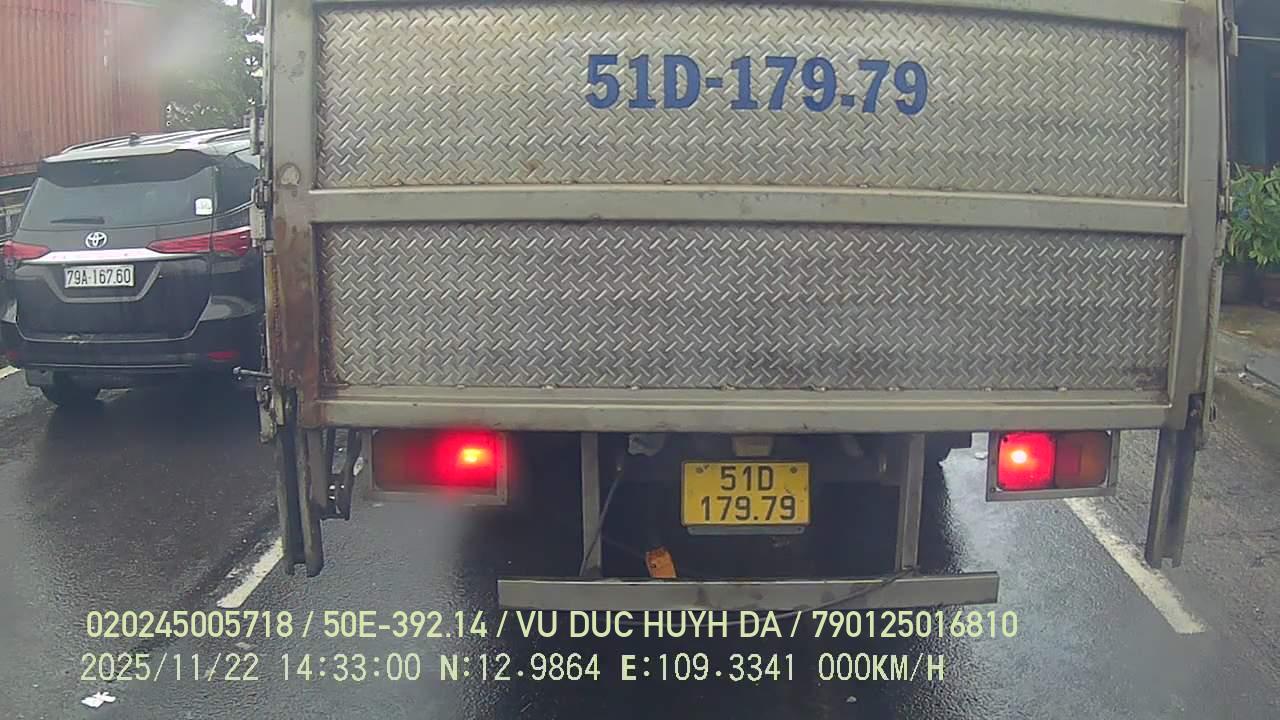 51D-179.79
79A-167.60
51D
179.79
020245005718 / 50E-392.14 / VU DUC HUYH DA / 790125016810
2025/11/22 14:33:00 N:12.9864 E:109.3341 000KM/H